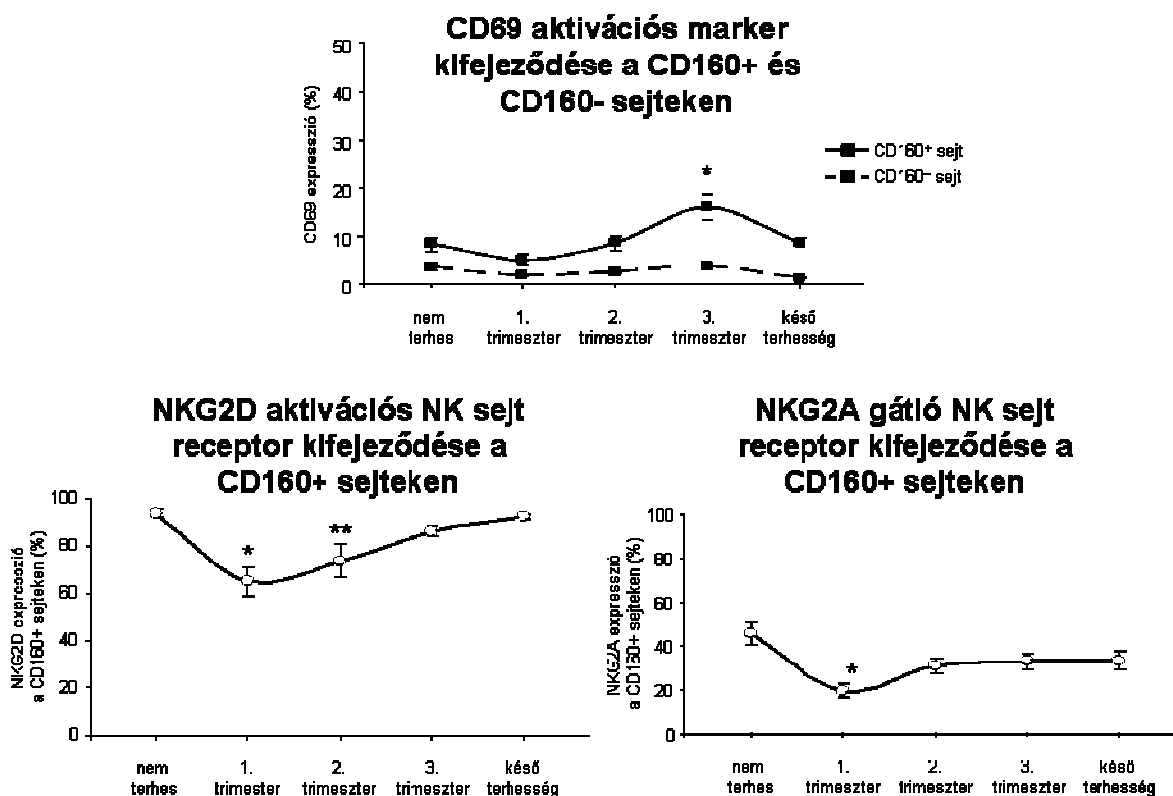 CD69 aktivációs marker
kifejeződése a CD160+ és
CD160- sejteken
CD69 expresszió (%)
50
40
30
20
10
0
*
CD160+ sejt
CD160– sejt
nem
terhes
1.
trimeszter
2.
trimeszter
3.
trimeszter
késő
terhesség
NKG2D aktivációs NK sejt
receptor kifejeződése a
CD160+ sejteken
NKG2D expresszió
a CD160+ sejteken (%)
100
80
60
40
20
0
*
**
nem
terhes
1.
trimester
2.
trimeszter
3.
trimeszter
késő
terhesség
NKG2A gátló NK sejt
receptor kifejeződése a
CD160+ sejteken
NKG2A expresszió
a CD160+ sejteken (%)
100
80
60
40
20
0
*
nem
terhes
1.
trimeszter
2.
trimeszter
3.
trimeszter
késő
terhesség